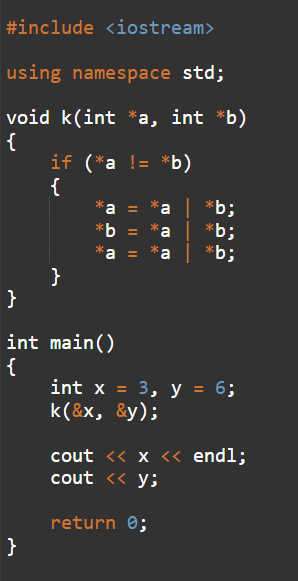 #include <iostream>
using namespace std;
void k(int *a, int *b)
{
if (*a != *b)
{
*a = *a | *b;
*b = *a | *b;
*a = *a | *b;
}
}
int main()
{
int x = 3, y = 6;
k(&x, &y);
cout << x << endl;
cout << y;
return 0;
}